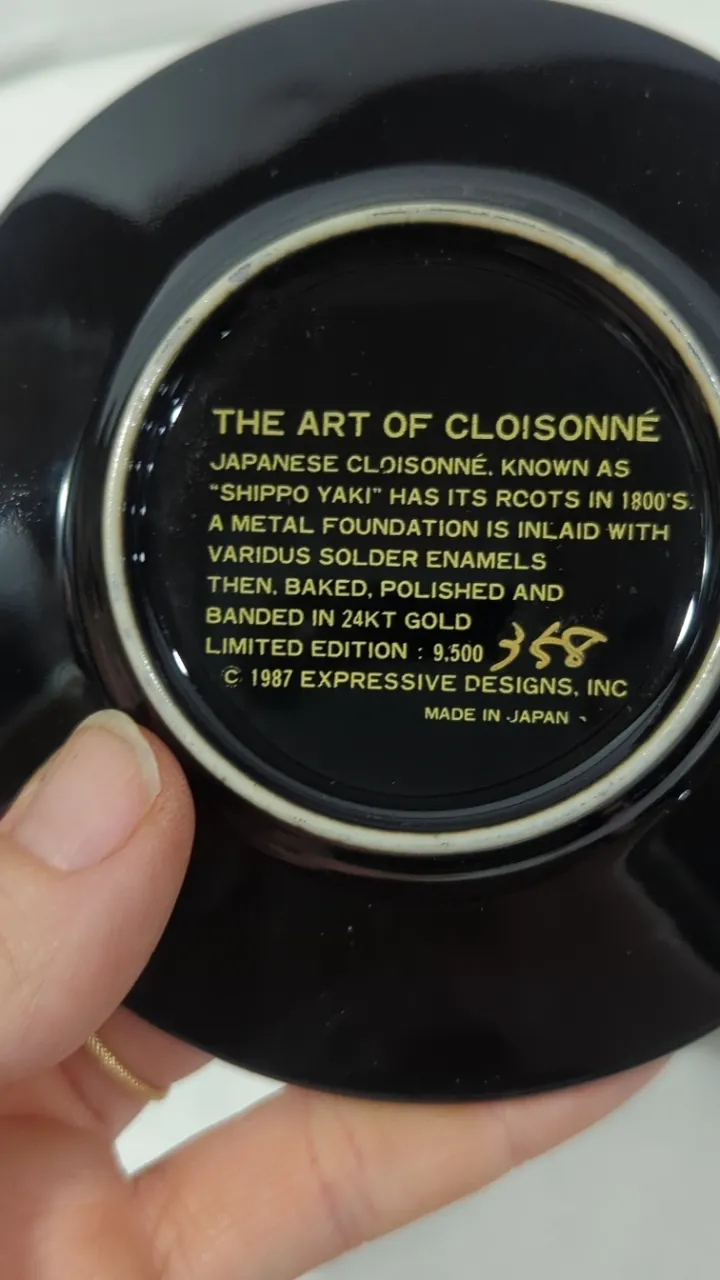 THE ART OF CLOISONNÉ
JAPANESE CLOISONNÉ. KNOWN AS
"SHIPPO YAKI" HAS ITS RCOTS IN 1800'S.
A METAL FOUNDATION IS INLAID WITH
VARIDUS SOLDER ENAMELS
THEN. BAKED, POLISHED AND
BANDED IN 24KT GOLD
LIMITED EDITION : 9,500 358
© 1987 EXPRESSIVE DESIGNS, INC
MADE IN JAPAN